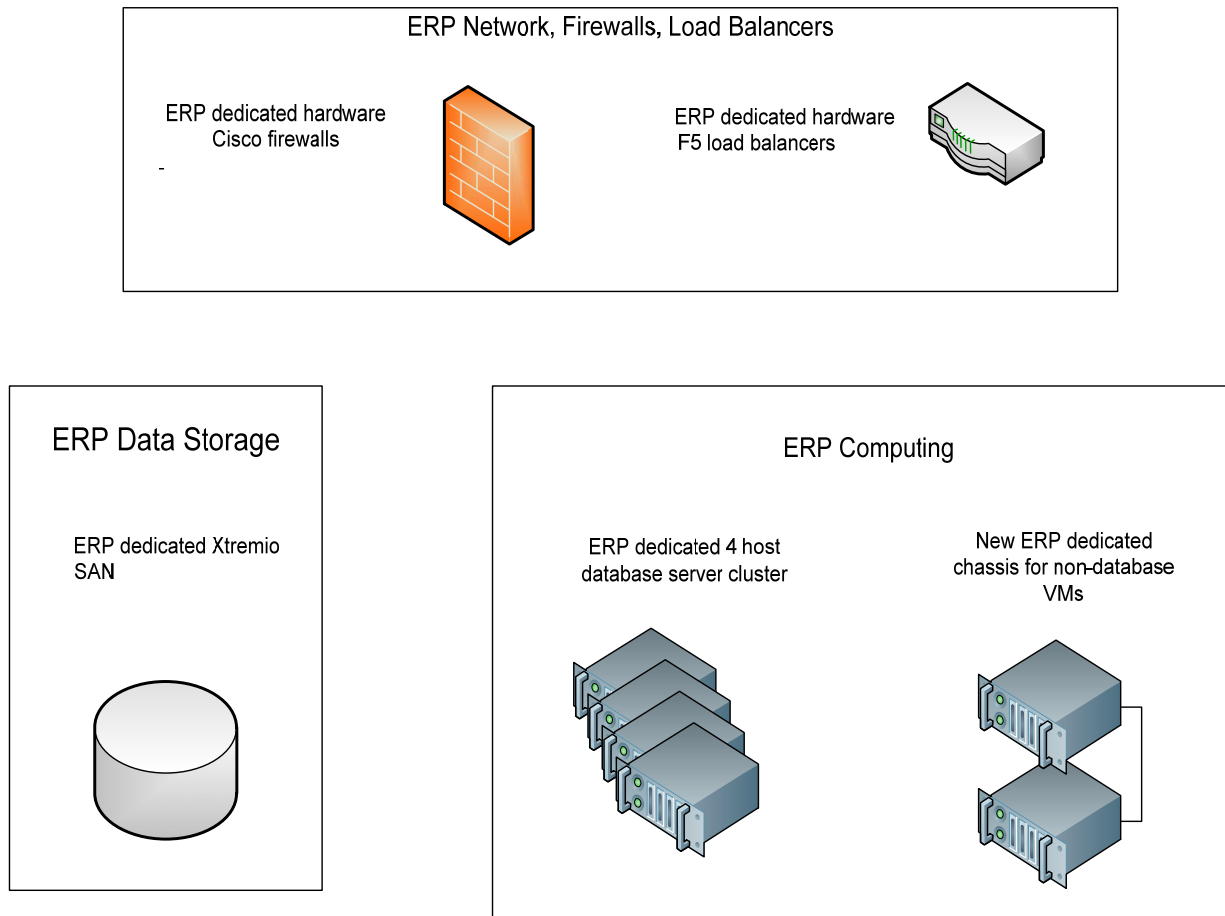 ERP Network, Firewalls, Load Balancers
ERP dedicated hardware
Cisco firewalls
-
ERP dedicated hardware
F5 load balancers
ERP Data Storage
ERP dedicated Xtremio
SAN
ERP Computing
ERP dedicated 4 host
database server cluster
New ERP dedicated
chassis for non-database
VMs